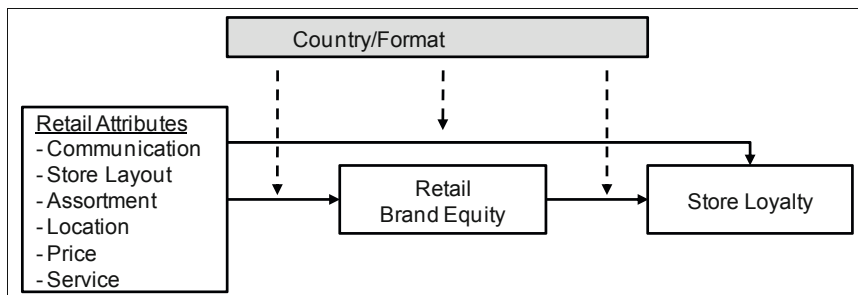 Country/Format
Retail Attributes
- Communication
- Store Layout
- Assortment
- Location
- Price
- Service
Retail
Brand Equity
Store Loyalty